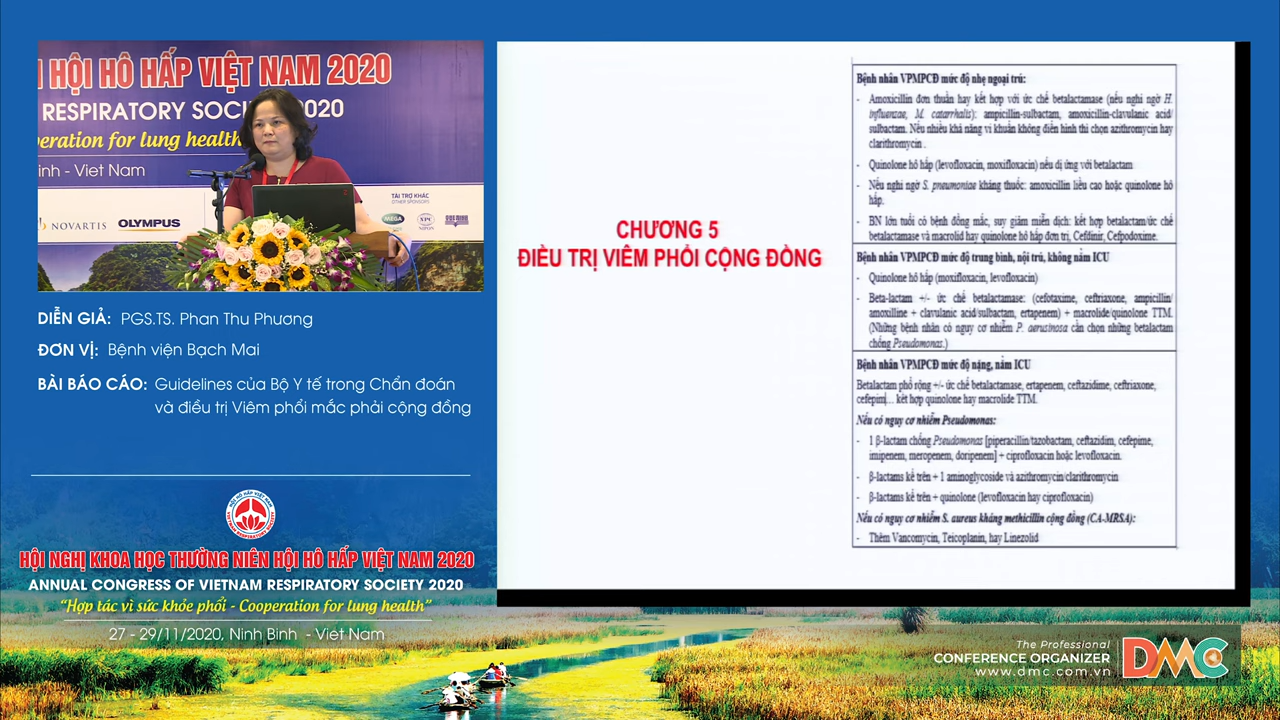 HỘI HÔ HẤP VIỆT NAM 2020
RESPIRATORY SOCIETY 2020
eration for lung health
inh - Viet Nam
TÀI TRỢ KHÁC
OTHER SPONSORS
NOVARTIS
OLYMPUS
MEGA
DIỄN GIẢ: PGS.TS. Phan Thu Phương
ĐƠN VỊ: Bệnh viện Bạch Mai
BÀI BÁO CÁO: Guidelines của Bộ Y tế trong Chẩn đoán
và điều trị Viêm phổi mắc phải cộng đồng
HỘI HÔ HẤP VIỆT NAM
HỘI NGHỊ KHOA HỌC THƯỜNG NIÊN HỘI HÔ HẤP VIỆT NAM 2020
ANNUAL CONGRESS OF VIETNAM RESPIRATORY SOCIETY 2020
“Hợp tác vì sức khỏe phổi - Cooperation for lung health”
27 - 29/11/2020, Ninh Binh - Viet Nam
CHƯƠNG 5
ĐIỀU TRỊ VIÊM PHỔI CỘNG ĐỒNG
Bệnh nhân VPMPCĐ mức độ nhẹ ngoại trú:
- Amoxicillin đơn thuần hay kết hợp với ức chế betalactamase (nếu nghi ngờ H.
influenzae, M. catarrhalis): ampicillin-sulbactam, amoxicillin-clavulanic acid/
sulbactam. Nếu nhiều khả năng vi khuẩn không điển hình thì chọn azithromycin hay
clarithromycin .
- Quinolone hô hấp (levofloxacin, moxifloxacin) nếu dị ứng với betalactam
- Nếu nghi ngờ S. pneumoniae kháng thuốc: amoxicillin liều cao hoặc quinolone hô
hấp.
- BN lớn tuổi có bệnh đồng mắc, suy giảm miễn dịch: kết hợp betalactam/ức chế
betalactamase và macrolid hay quinolone hô hấp đơn trị, Cefdinir, Cefpodoxime.
Bệnh nhân VPMPCĐ mức độ trung bình, nội trú, không nằm ICU
- Quinolone hô hấp (moxifloxacin, levofloxacin)
- Beta-lactam +/- ức chế betalactamase: (cefotaxime, ceftriaxone, ampicillin/
amoxilline + clavulanic acid/sulbactam, ertapenem) + macrolide/quinolone TTM.
(Những bệnh nhân có nguy cơ nhiễm P. aerusinosa cần chọn những betalactam
chống Pseudomonas.)
Bệnh nhân VPMPCĐ mức độ nặng, nằm ICU
Betalactam phổ rộng +/- ức chế betalactamase, ertapenem, ceftazidime, ceftriaxone,
cefepim… kết hợp quinolone hay macrolide TTM.
Nếu có nguy cơ nhiễm Pseudomonas:
- 1 β-lactam chống Pseudomonas [piperacillin/tazobactam, ceftazidim, cefepime,
imipenem, meropenem, doripenem] + ciprofloxacin hoặc levofloxacin.
- β-lactams kể trên + 1 aminoglycoside và azithromycin/clarithromycin
- β-lactams kể trên + quinolone (levofloxacin hay ciprofloxacin)
Nếu có nguy cơ nhiễm S. aureus kháng methicillin cộng đồng (CA-MRSA):
- Thêm Vancomycin, Teicoplanin, hay Linezolid
The Professional
CONFERENCE ORGANIZER
www.dmc.com.vn
DMC